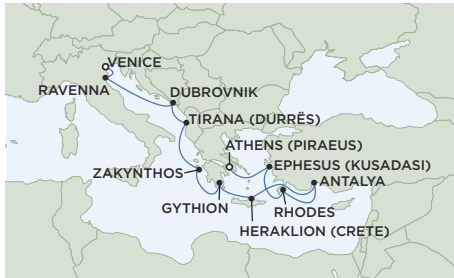 VENICE
RAVENNA
DUBROVNIK
TIRANA (DURRËS)
ATHENS (PIRAEUS)
EPHESUS (KUSADASI)
ZAKYNTHOS
ANTALYA
GYTHION
RHODES
HERAKLION (CRETE)